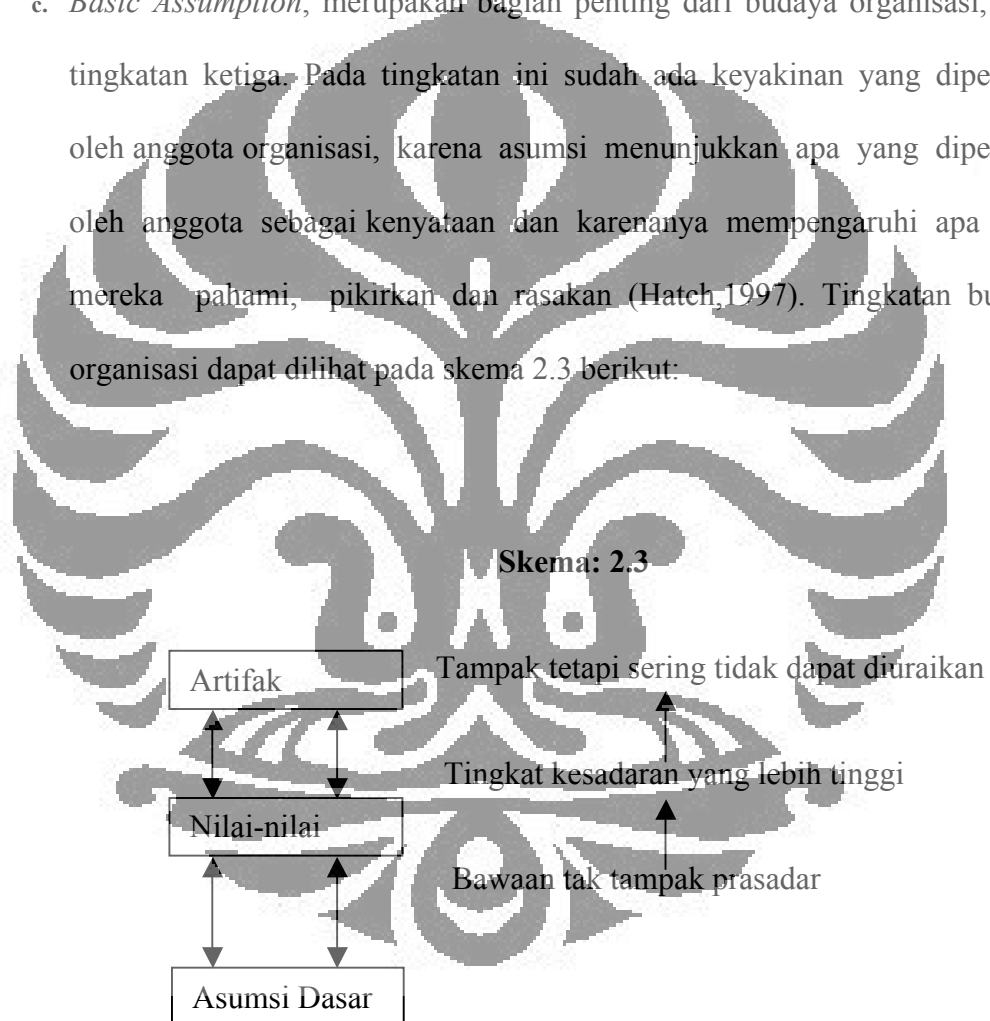 c. Basic Assumption, merupakan bagian penting dari budaya organisasi,
tingkatan ketiga. Pada tingkatan ini sudah ada keyakinan yang dipe
oleh anggota organisasi, karena asumsi menunjukkan apa yang dipe
oleh anggota sebagai kenyataan dan karenanya mempengaruhi apa
mereka pahami, pikirkan dan rasakan (Hatch,1997). Tingkatan bu
organisasi dapat dilihat pada skema 2.3 berikut:
Skema: 2.3
Artifak Tampak tetapi sering tidak dapat diuraikan
Tingkat kesadaran yang lebih tinggi
Nilai-nilai
Bawaan tak tampak prasadar
Asumsi Dasar